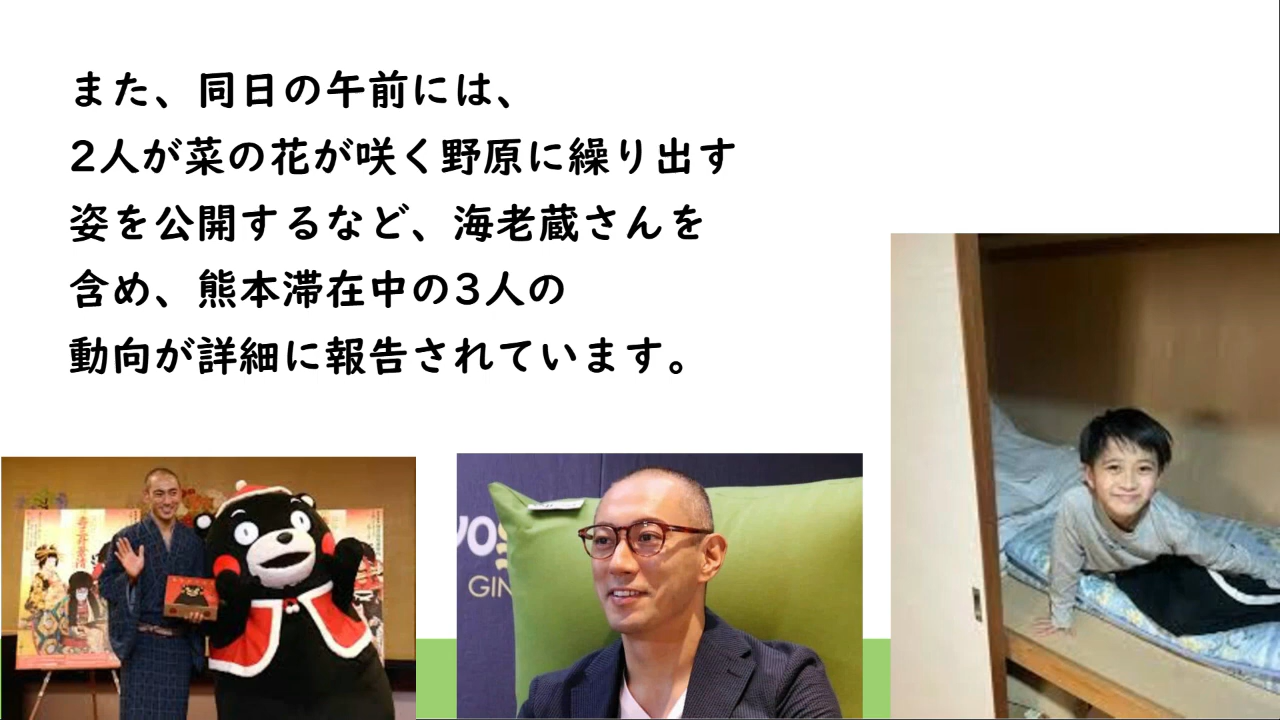 また、同日の午前には、
2人が菜の花が咲く野原に繰り出す
姿を公開するなど、海老蔵さんを
含め、熊本滞在中の3人の
動向が詳細に報告されています。
GIN